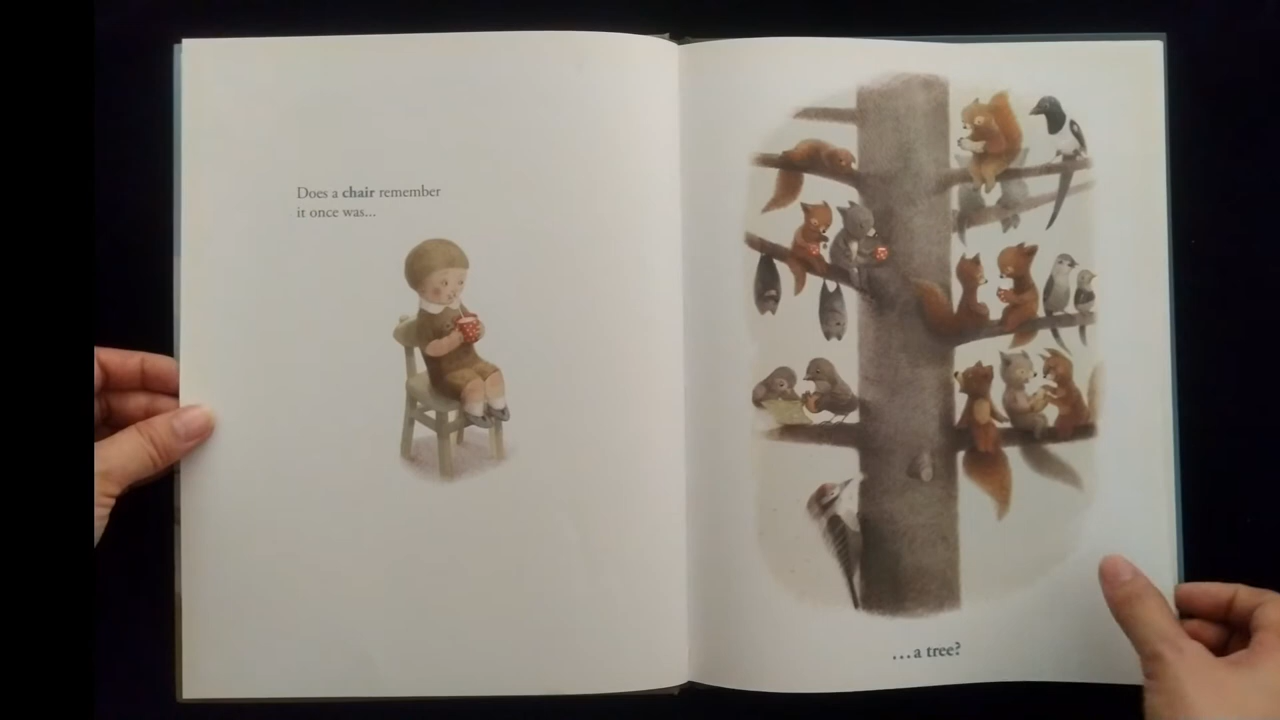 Does a chair remember
it once was...
...a tree?